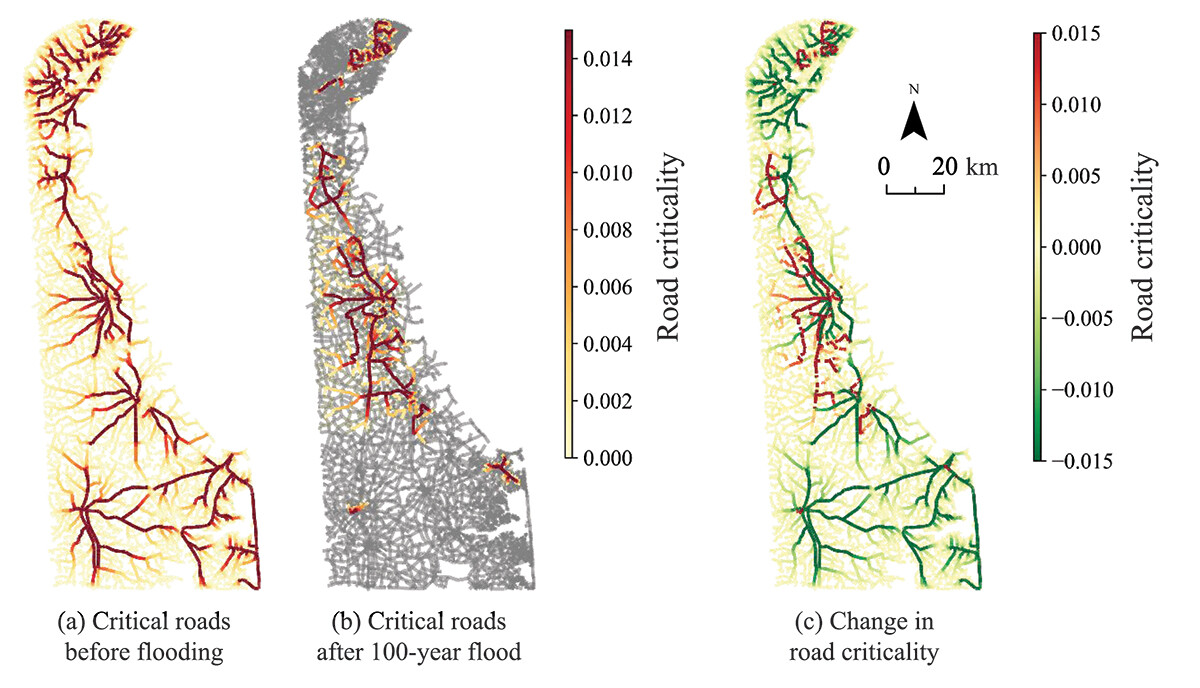 0.014
0.012
0.010
0.008
0.006
0.004
0.002
0.000
Road criticality
N
0 20 km
0.015
0.010
0.005
0.000
−0.005
−0.010
−0.015
Road criticality
(a) Critical roads
before flooding
(b) Critical roads
after 100-year flood
(c) Change in
road criticality